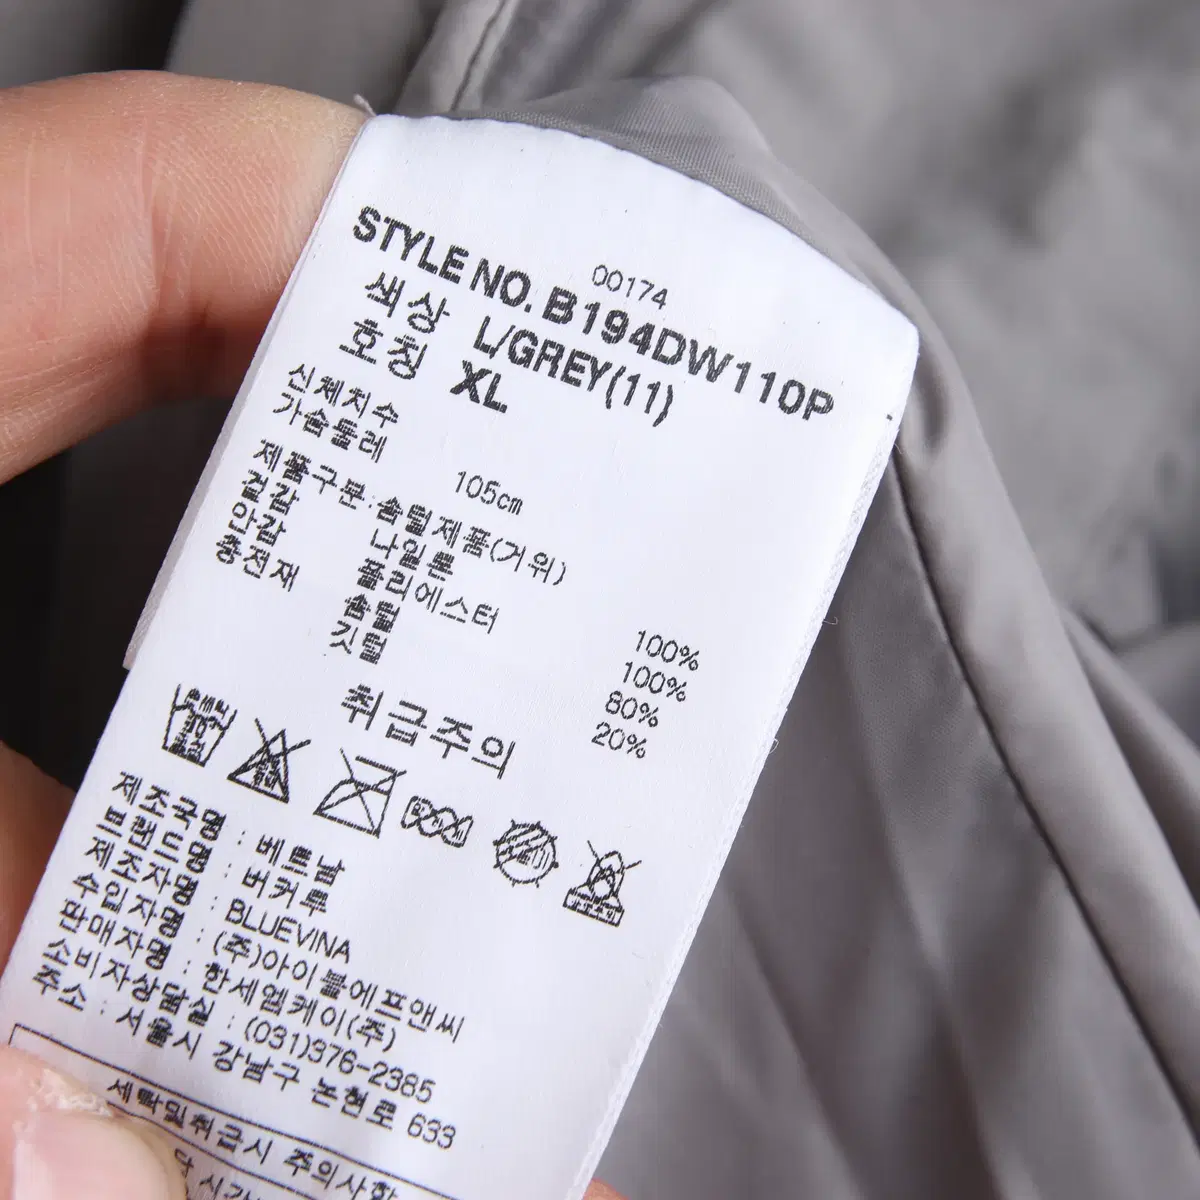 00174
STYLE NO. B194DW110P
색상 L/GREY(11)
호칭 XL
신체치수
가슴둘레 105cm
제품구분: 솜털제품(거위)
겉감 나일론 100%
안감 폴리에스터 100%
충전재 솜털 80%
깃털 20%
취급주의
제조국명 : 베트남
브랜드명 : 버커루
제조자명 : BLUEVINA
수입자명 : (주)아이블에프앤씨
판매자명 : 한세엠케이(주)
소비자상담실 : (031)376-2385
주소 : 서울시 강남구 논현로 633
세탁및취급시 주의사항